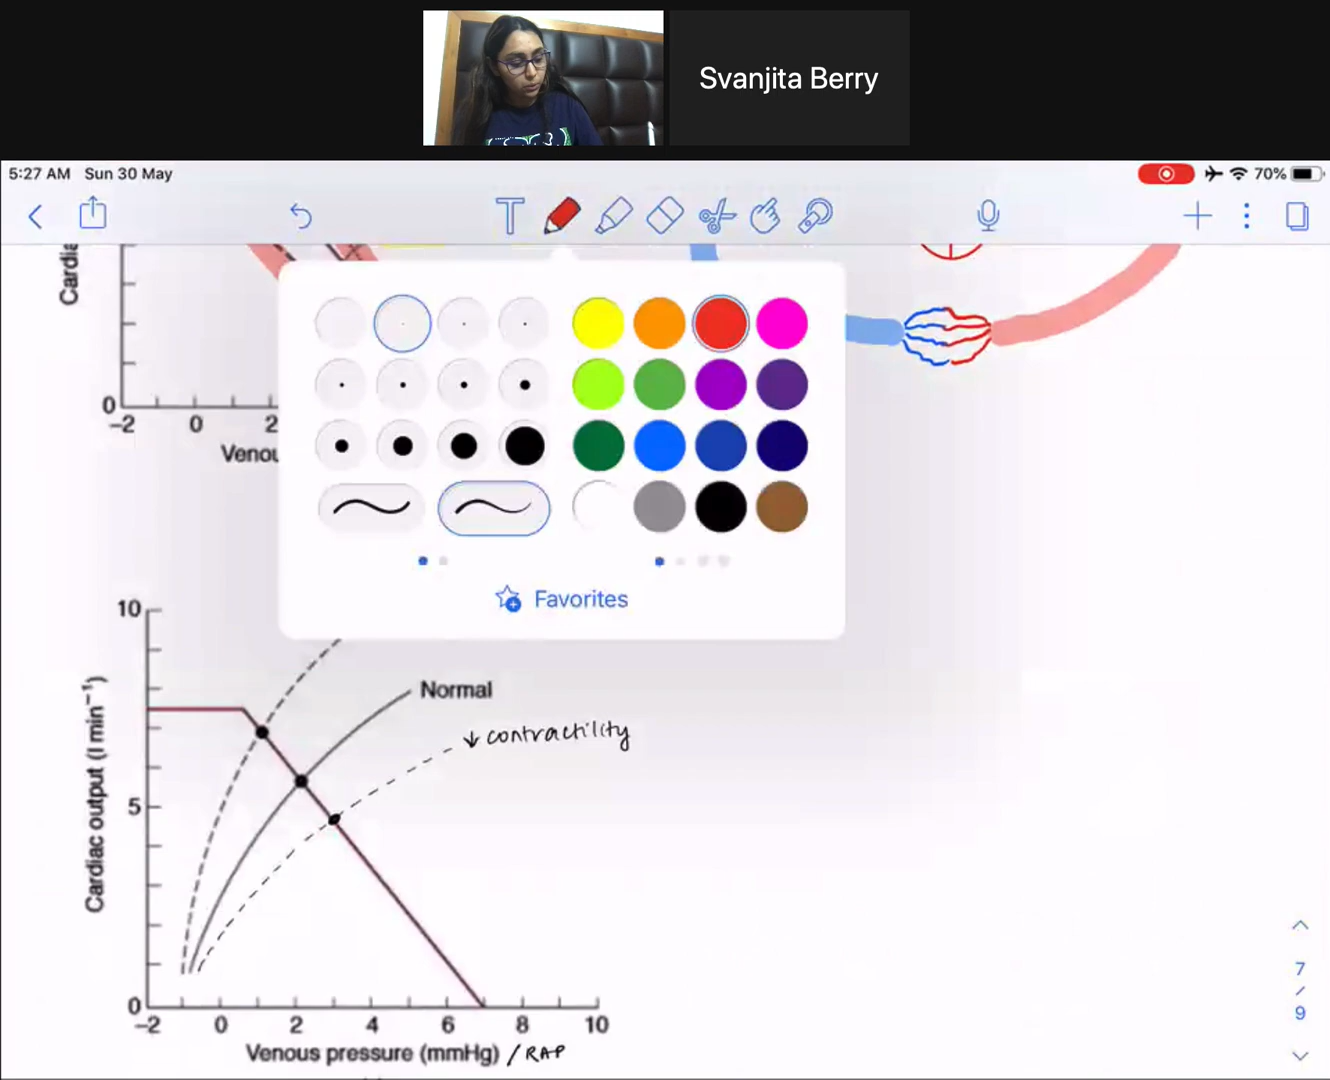 Svanjita Berry
5:27 AM Sun 30 May
70%
T
Cardia
0
-2 0 2
Venou
Favorites
10
Normal
↓ contractility
Cardiac output (l min⁻¹)
5
0
-2 0 2 4 6 8 10
Venous pressure (mmHg) / RAP
7
/
9